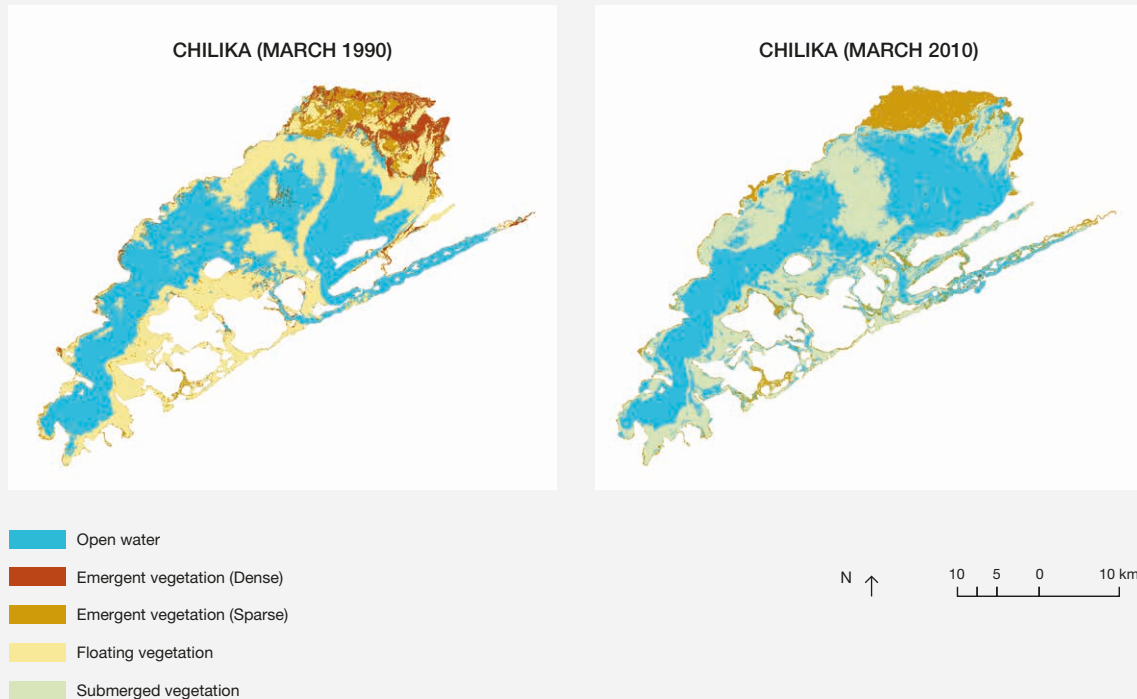 CHILIKA (MARCH 1990)
CHILIKA (MARCH 2010)
Open water
Emergent vegetation (Dense)
Emergent vegetation (Sparse)
Floating vegetation
Submerged vegetation
N
10 5 0 10 km